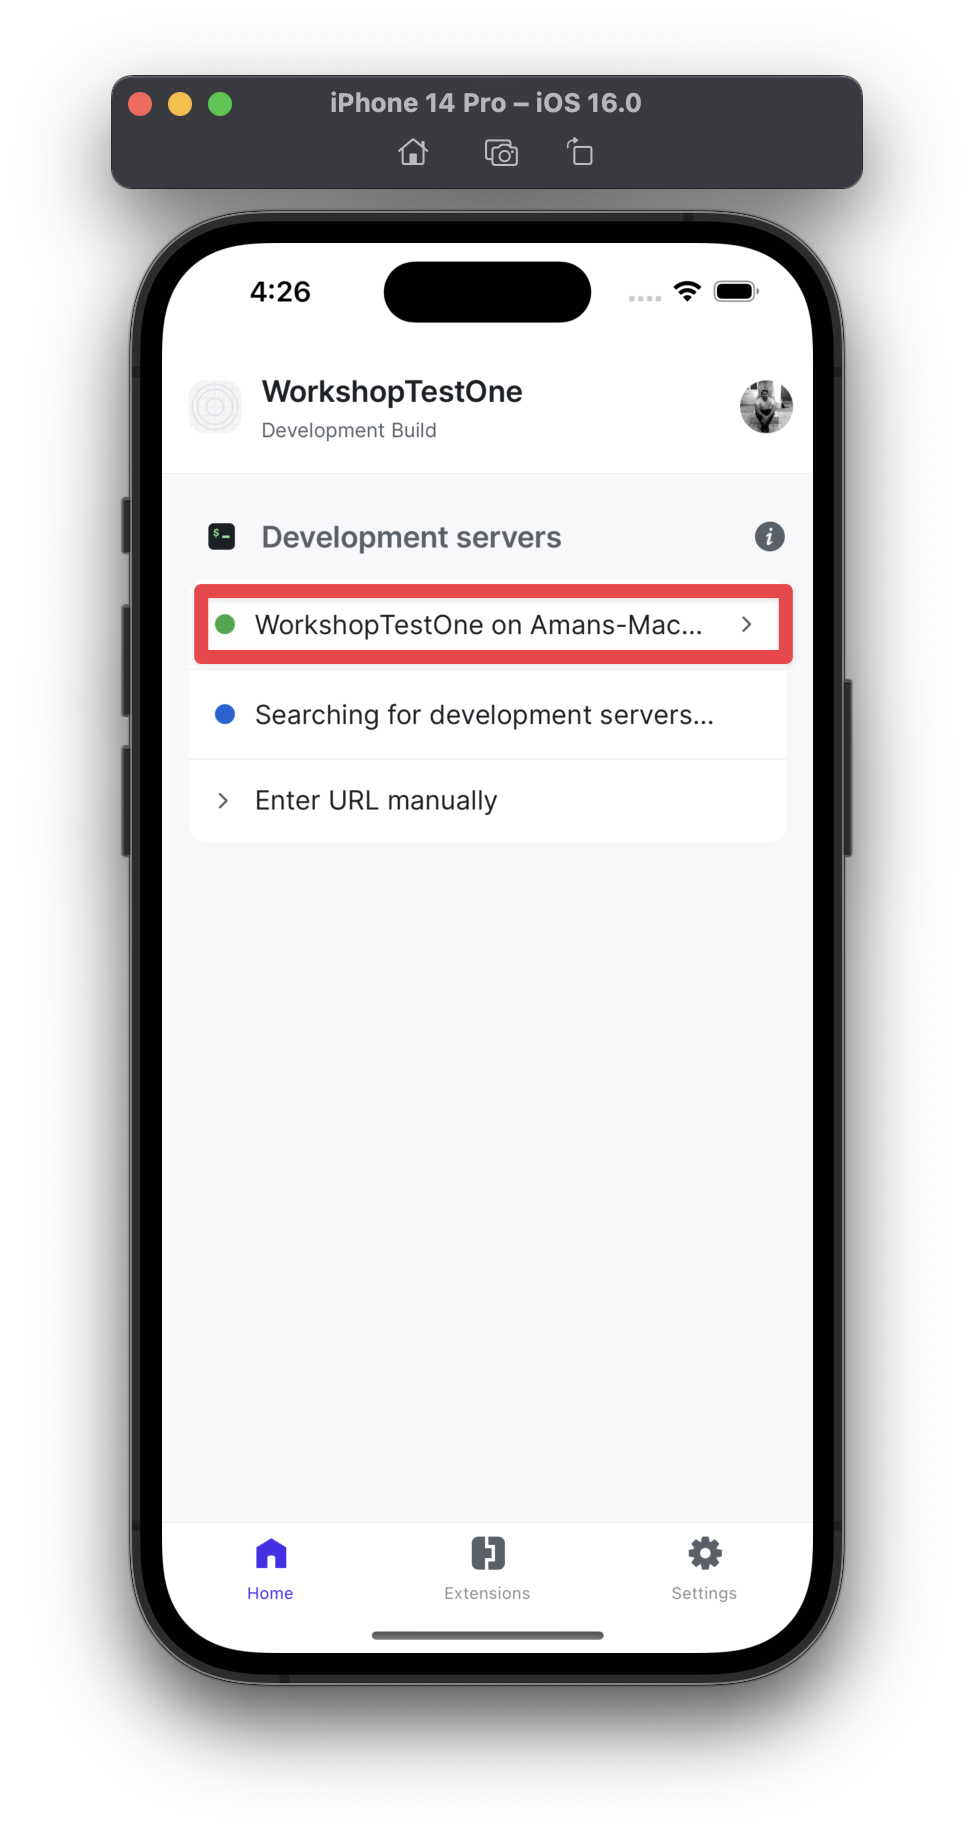 iPhone 14 Pro – iOS 16.0
4:26
WorkshopTestOne
Development Build
$
Development servers
i
WorkshopTestOne on Amans-Mac...
Searching for development servers...
Enter URL manually
Home
Extensions
Settings